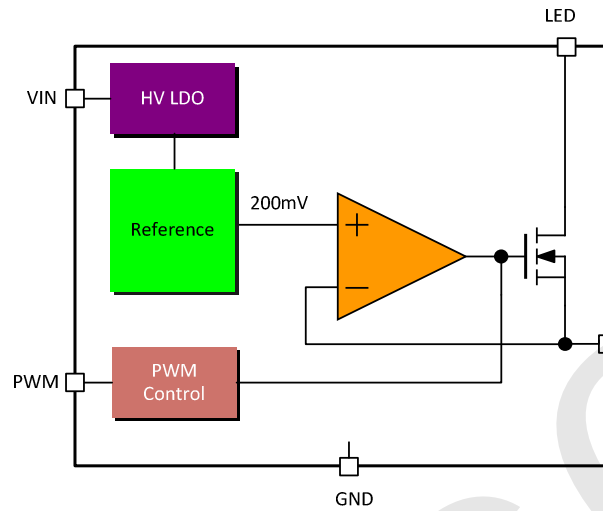 LED
VIN
HV LDO
200mV
Reference
PWM
PWM
Control
GND